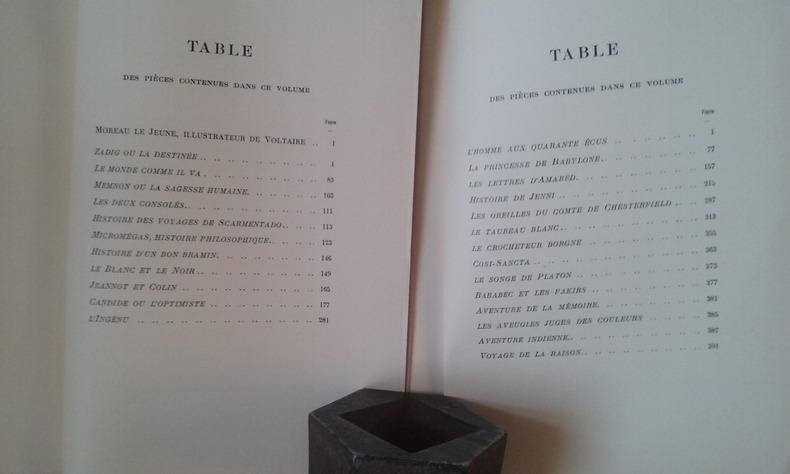 TABLE
DES PIÈCES CONTENUES DANS CE VOLUME
Pages
MOREAU LE JEUNE, ILLUSTRATEUR DE VOLTAIRE .. 1
ZADIG OU LA DESTINÉE .. .. .. .. .. .. .. .. 1
LE MONDE COMME IL VA . .. .. .. .. .. .. .. 83
MEMNON OU LA SAGESSE HUMAINE. .. .. .. .. .. 103
LES DEUX CONSOLÉS.. .. .. .. .. .. .. .. .. 111
HISTOIRE DES VOYAGES DE SCARMENTADO.. .. .. .. 113
MICROMÉGAS, HISTOIRE PHILOSOPHIQUE.. .. .. .. 123
HISTOIRE D'UN BON BRAMIN. .. .. .. .. .. .. 146
LE BLANC ET LE NOIR .. .. .. .. .. .. .. .. 149
JEANNOT ET COLIN .. .. .. .. .. .. .. .. .. 165
CANDIDE OU L'OPTIMISTE .. .. .. .. .. .. .. 177
L'INGÉNU .. .. .. .. .. .. .. .. .. .. .. 281
TABLE
DES PIÈCES CONTENUES DANS CE VOLUME
Pages
L'HOMME AUX QUARANTE ÉCUS .. .. .. .. .. .. 1
LA PRINCESSE DE BABYLONE.. .. .. .. .. .. .. 77
LES LETTRES D'AMABED. .. .. .. .. .. .. .. 157
HISTOIRE DE JENNI .. .. .. .. .. .. .. .. 215
LES OREILLES DU COMTE DE CHESTERFIELD .. .. .. 287
LE TAUREAU BLANC.. .. .. .. .. .. .. .. .. 313
LE CROCHETEUR BORGNE .. .. .. .. .. .. .. 355
COSI-SANCTA .. .. .. .. .. .. .. .. .. .. 363
LE SONGE DE PLATON .. .. .. .. .. .. .. .. 373
BABABEC ET LES FAKIRS .. .. .. .. .. .. .. 377
AVENTURE DE LA MÉMOIRE. .. .. .. .. .. .. 381
LES AVEUGLES JUGES DES COULEURS .. .. .. .. 385
AVENTURE INDIENNE.. .. .. .. .. .. .. .. 387
VOYAGE DE LA RAISON.. .. .. .. .. .. .. .. 391